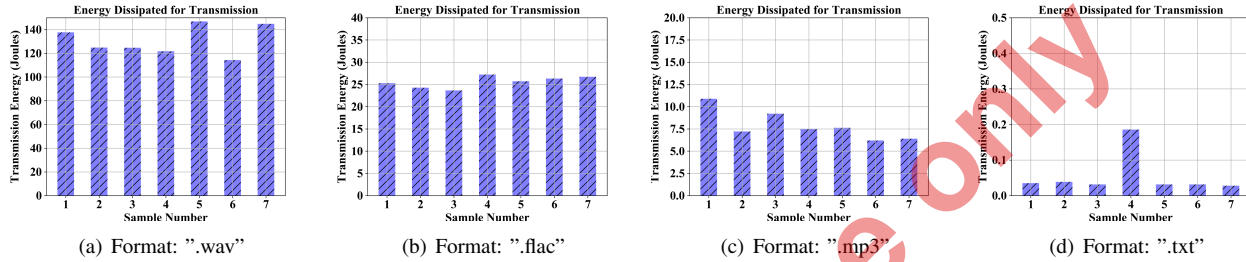 Energy Dissipated for Transmission
Transmission Energy (Joules)
140
120
100
80
60
40
20
0
1 2 3 4 5 6 7
Sample Number
(a) Format: ".wav"
Energy Dissipated for Transmission
Transmission Energy (Joules)
40
35
30
25
20
15
10
5
0
1 2 3 4 5 6 7
Sample Number
(b) Format: ".flac"
Energy Dissipated for Transmission
Transmission Energy (Joules)
20.0
17.5
15.0
12.5
10.0
7.5
5.0
2.5
0.0
1 2 3 4 5 6 7
Sample Number
(c) Format: ".mp3"
Energy Dissipated for Transmission
Transmission Energy (Joules)
0.5
0.4
0.3
0.2
0.1
0.0
1 2 3 4 5 6 7
Sample Number
(d) Format: ".txt"
e only